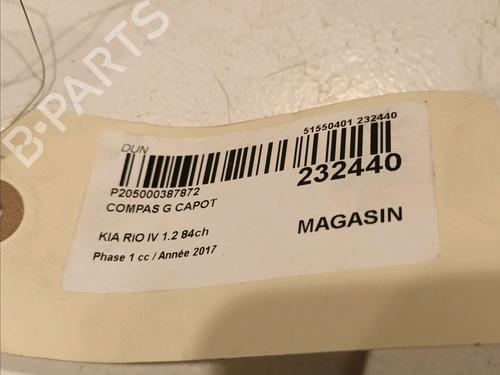 B-PARTS
DUN
51550401 232440
P205000387872
232440
COMPAS G CAPOT
MAGASIN
KIA RIO IV 1.2 84ch
Phase 1 cc / Année 2017